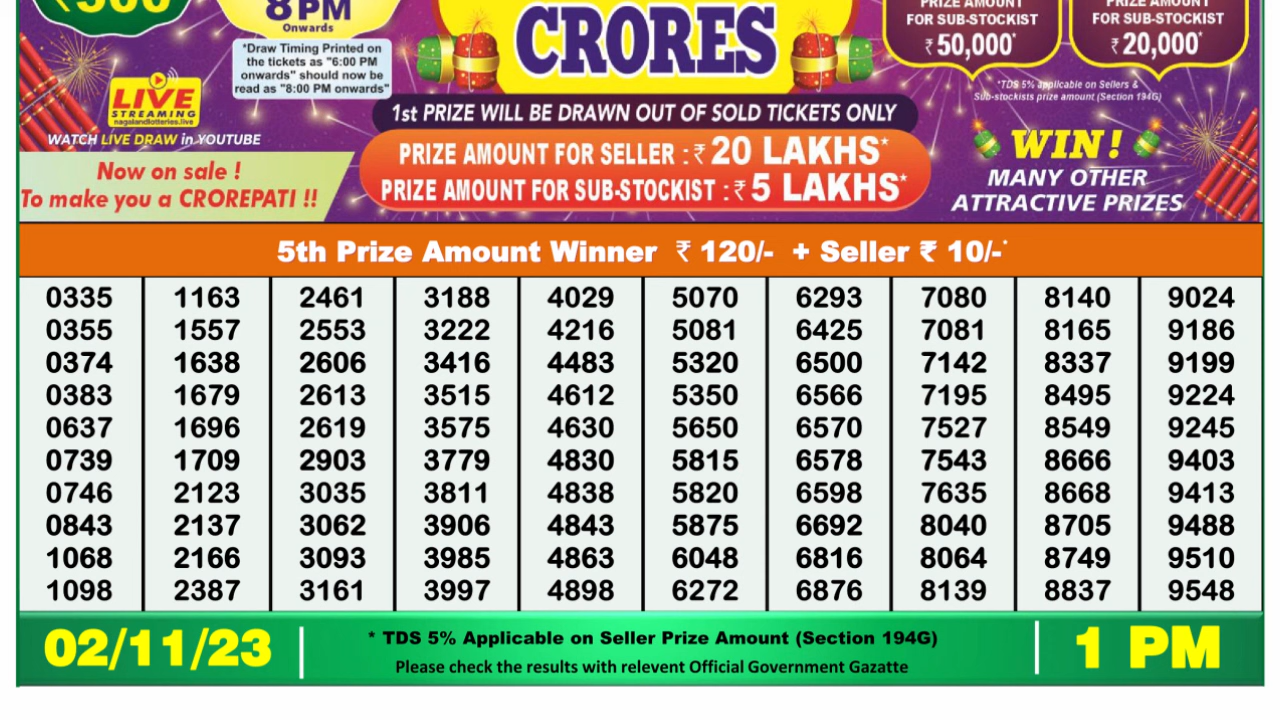 ₹500
8 PM
Onwards
*Draw Timing Printed on
the tickets as "6:00 PM
onwards" should now be
read as "8:00 PM onwards"
LIVE
STREAMING
nagalandlotteries.live
WATCH LIVE DRAW in YOUTUBE
Now on sale !
To make you a CROREPATI !!
CRORES
1st PRIZE WILL BE DRAWN OUT OF SOLD TICKETS ONLY
PRIZE AMOUNT FOR SELLER : ₹ 20 LAKHS*
PRIZE AMOUNT FOR SUB-STOCKIST : ₹ 5 LAKHS*
PRIZE AMOUNT
FOR SUB-STOCKIST
₹ 50,000*
PRIZE AMOUNT
FOR SUB-STOCKIST
₹ 20,000*
*TDS 5% applicable on Sellers &
Sub-stockists prize amount (Section 194G)
WIN !
MANY OTHER
ATTRACTIVE PRIZES
5th Prize Amount Winner ₹ 120/- + Seller ₹ 10/-*
0335 1163 2461 3188 4029 5070 6293 7080 8140 9024
0355 1557 2553 3222 4216 5081 6425 7081 8165 9186
0374 1638 2606 3416 4483 5320 6500 7142 8337 9199
0383 1679 2613 3515 4612 5350 6566 7195 8495 9224
0637 1696 2619 3575 4630 5650 6570 7527 8549 9245
0739 1709 2903 3779 4830 5815 6578 7543 8666 9403
0746 2123 3035 3811 4838 5820 6598 7635 8668 9413
0843 2137 3062 3906 4843 5875 6692 8040 8705 9488
1068 2166 3093 3985 4863 6048 6816 8064 8749 9510
1098 2387 3161 3997 4898 6272 6876 8139 8837 9548
02/11/23
* TDS 5% Applicable on Seller Prize Amount (Section 194G)
Please check the results with relevent Official Government Gazatte
1 PM